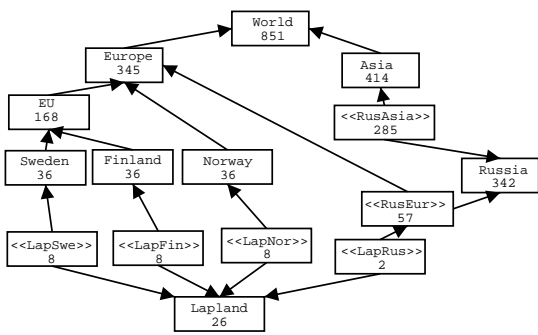 World
851
Europe
345
Asia
414
EU
168
<<RusAsia>>
285
Sweden
36
Finland
36
Norway
36
Russia
342
<<RusEur>>
57
<<LapSwe>>
8
<<LapFin>>
8
<<LapNor>>
8
<<LapRus>>
2
Lapland
26